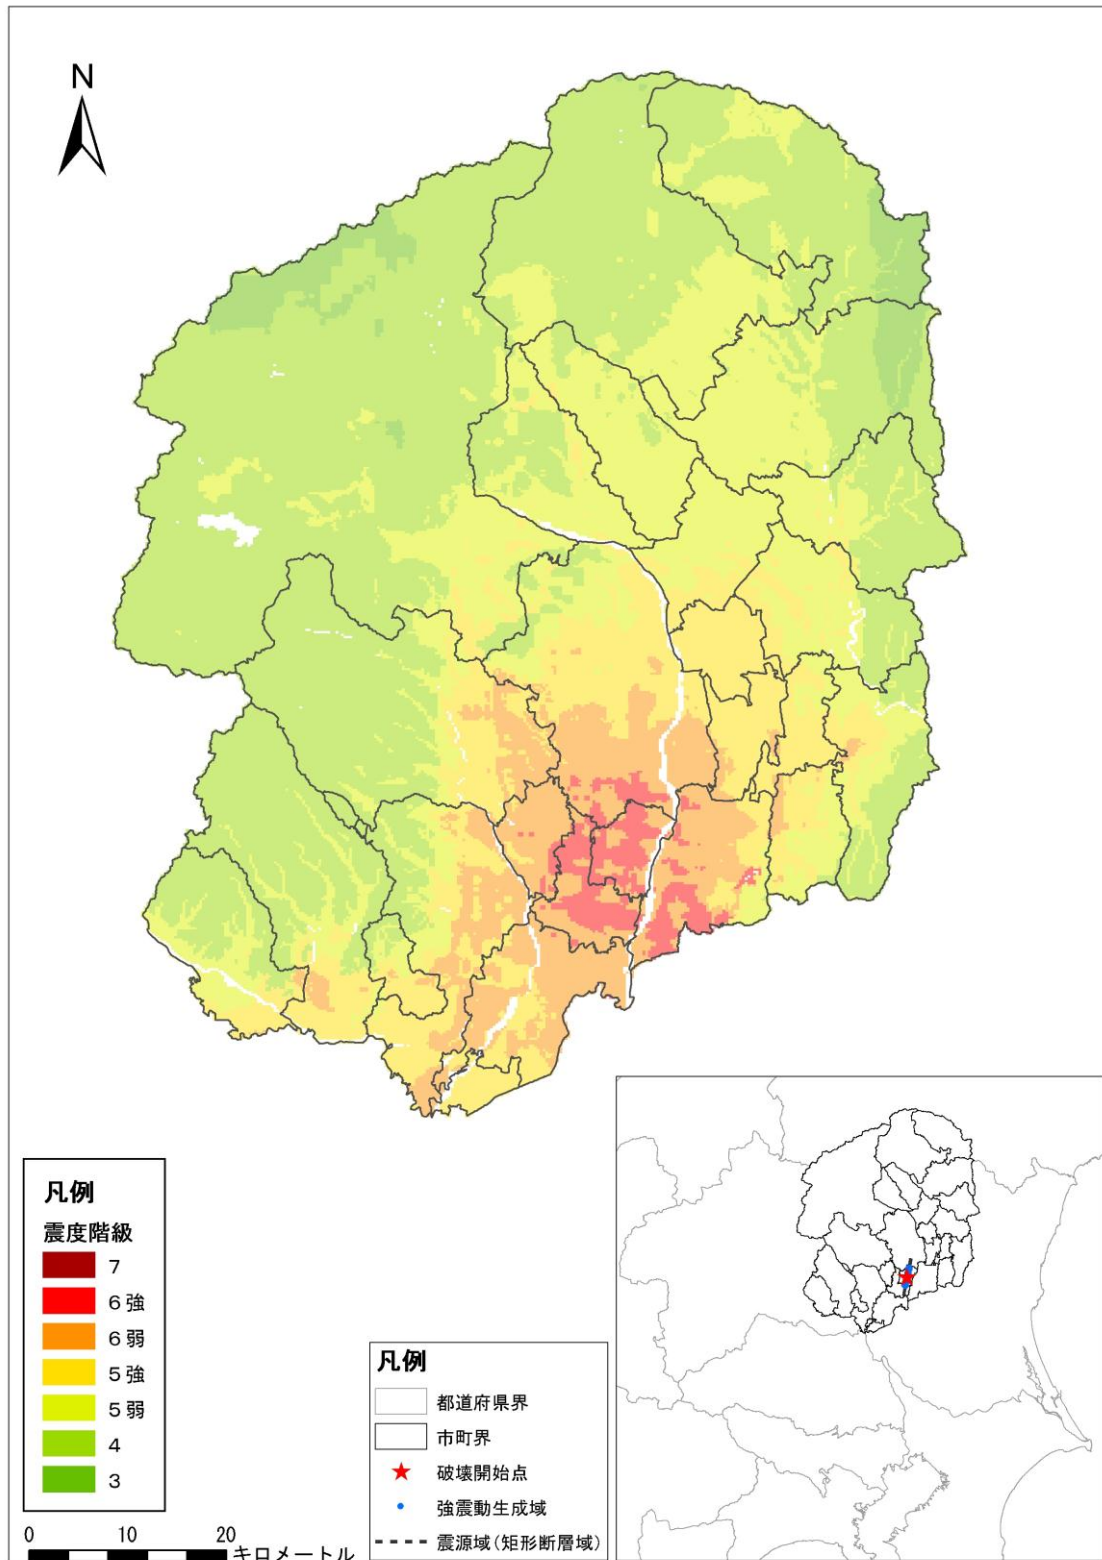 N
凡例
震度階級
7
6強
6弱
5強
5弱
4
3
0 10 20
キロメートル
凡例
都道府県界
市町界
破壊開始点
強震動生成域
震源域(矩形断層域)